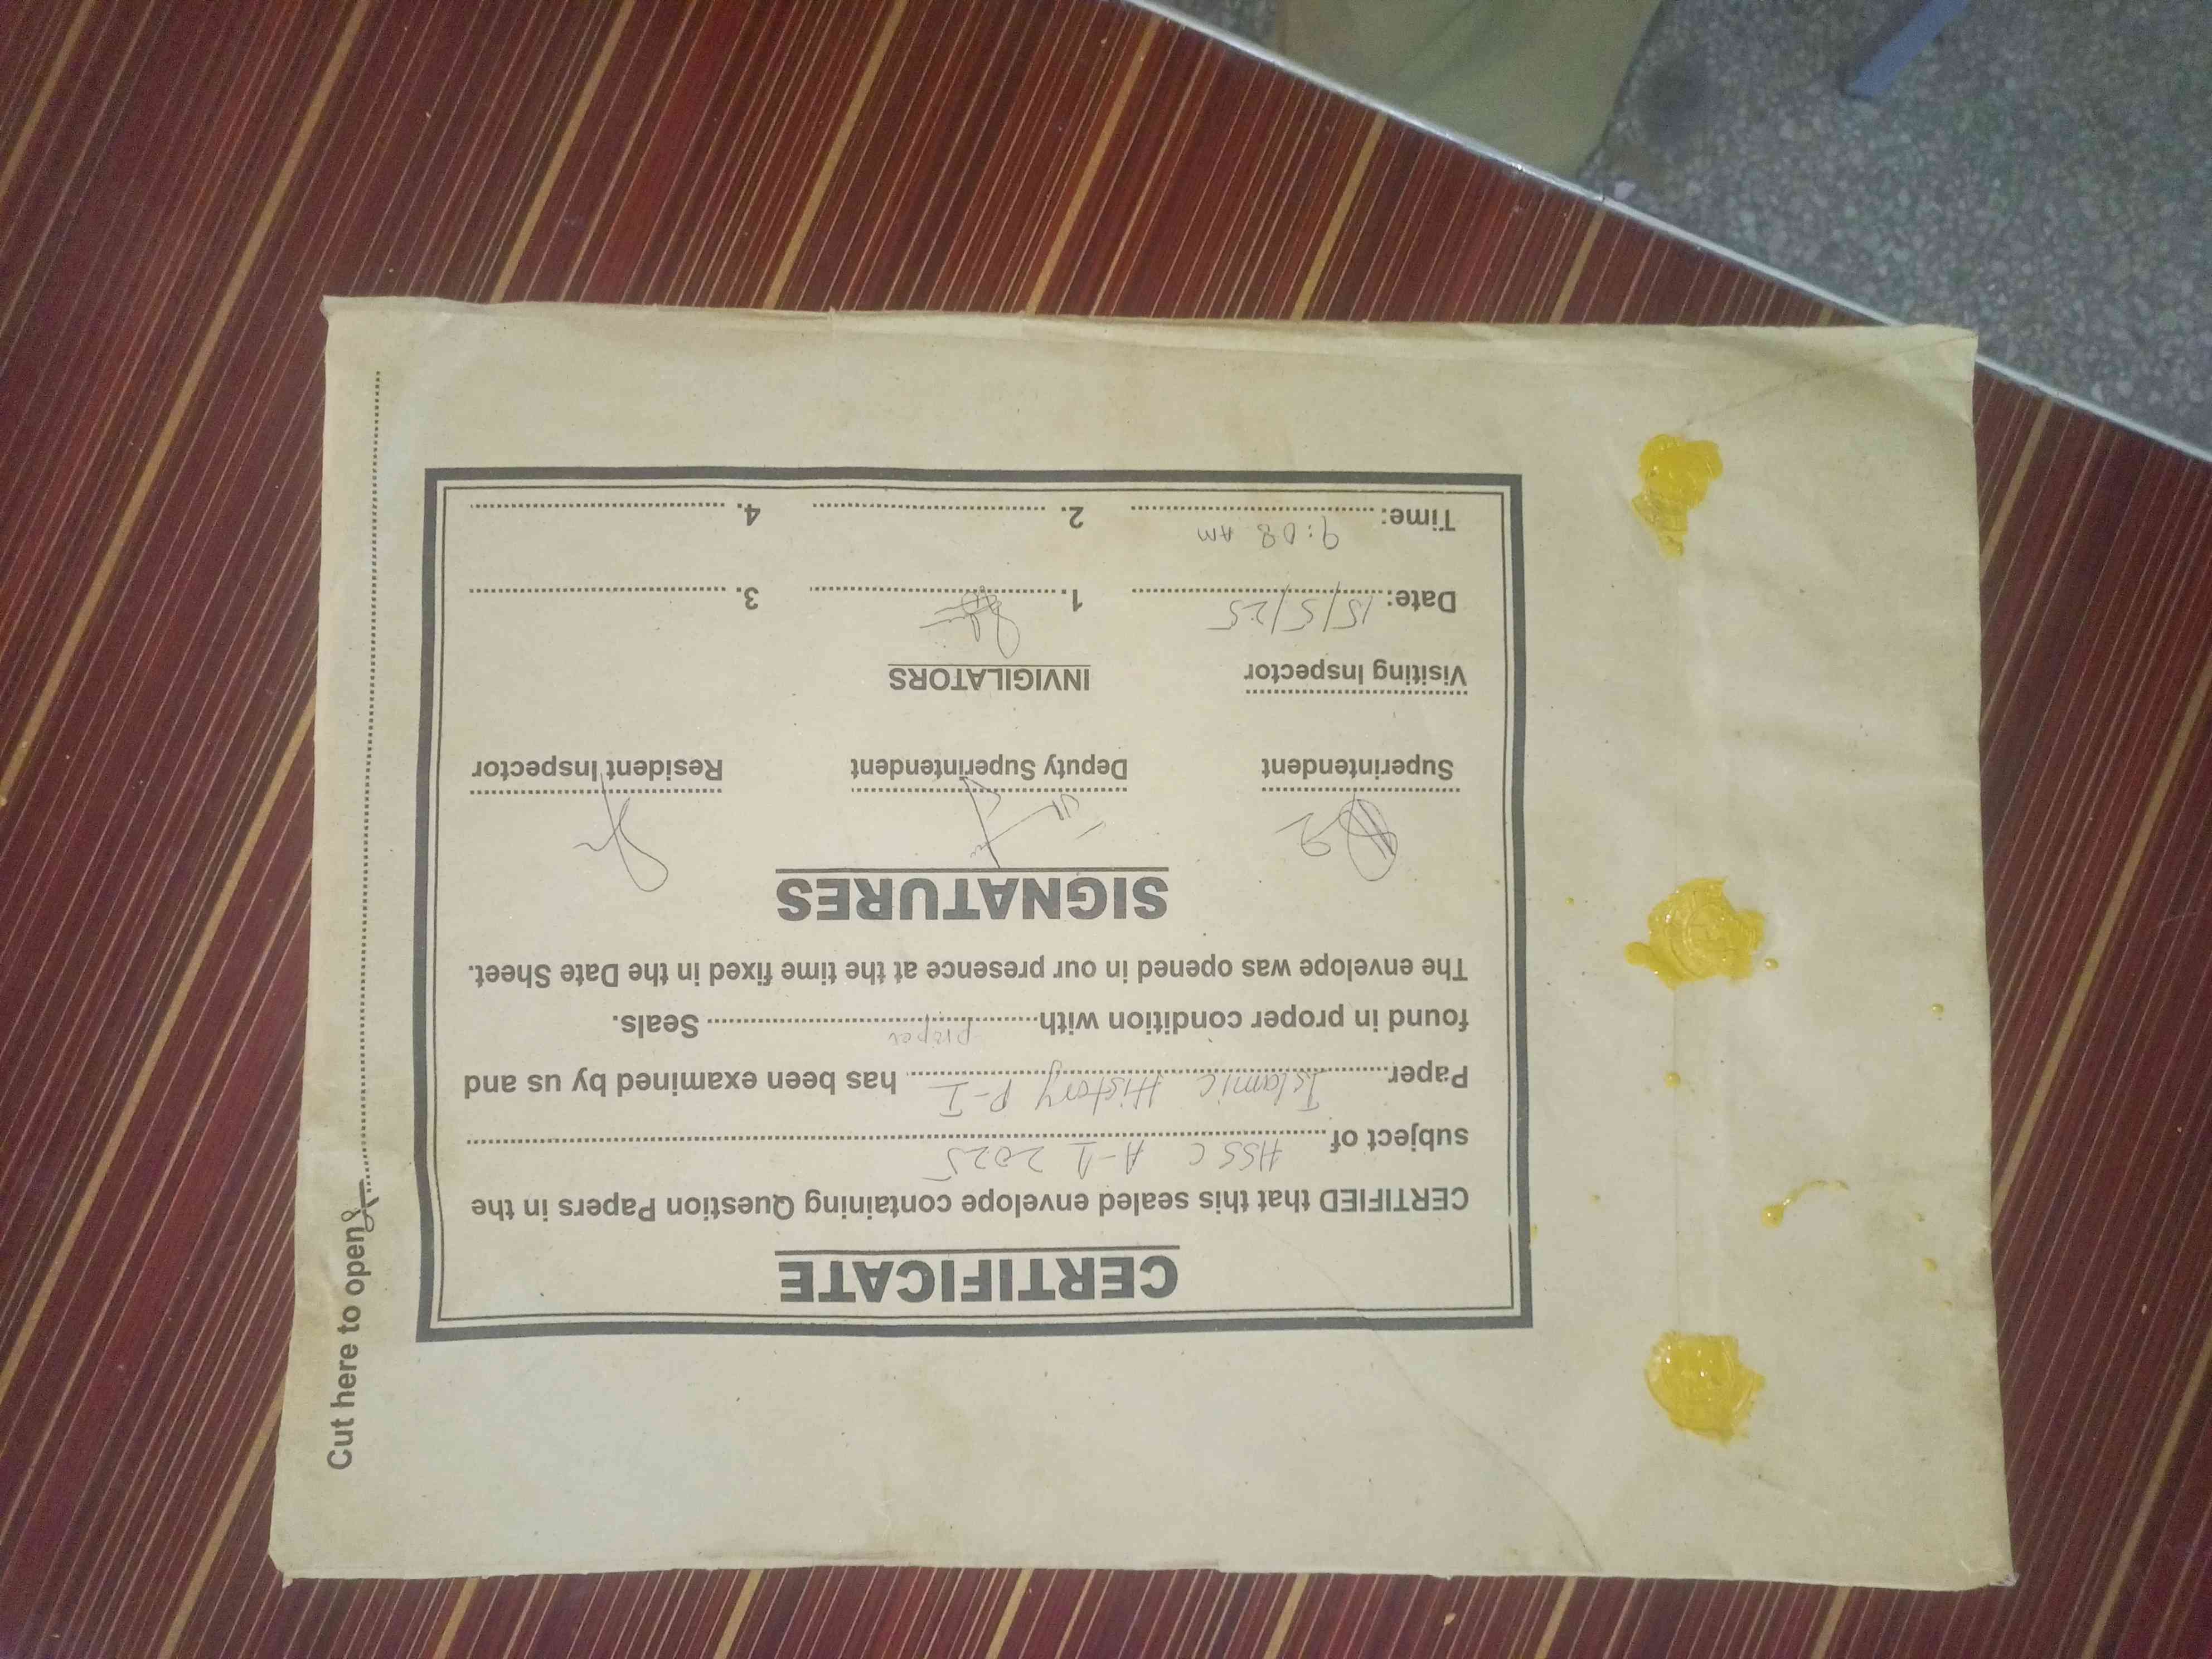 CERTIFICATE
CERTIFIED that this sealed envelope containing Question Papers in the
subject of HSSC A-1 2025
Paper Islamic History P-I has been examined by us and
found in proper condition with proper Seals.
The envelope was opened in our presence at the time fixed in the Date Sheet.
SIGNATURES
Superintendent Deputy Superintendent Resident Inspector
Visiting Inspector INVIGILATORS
Date: 15/5/25 1. 3.
Time: 9:08 AM 2. 4.
Cut here to open